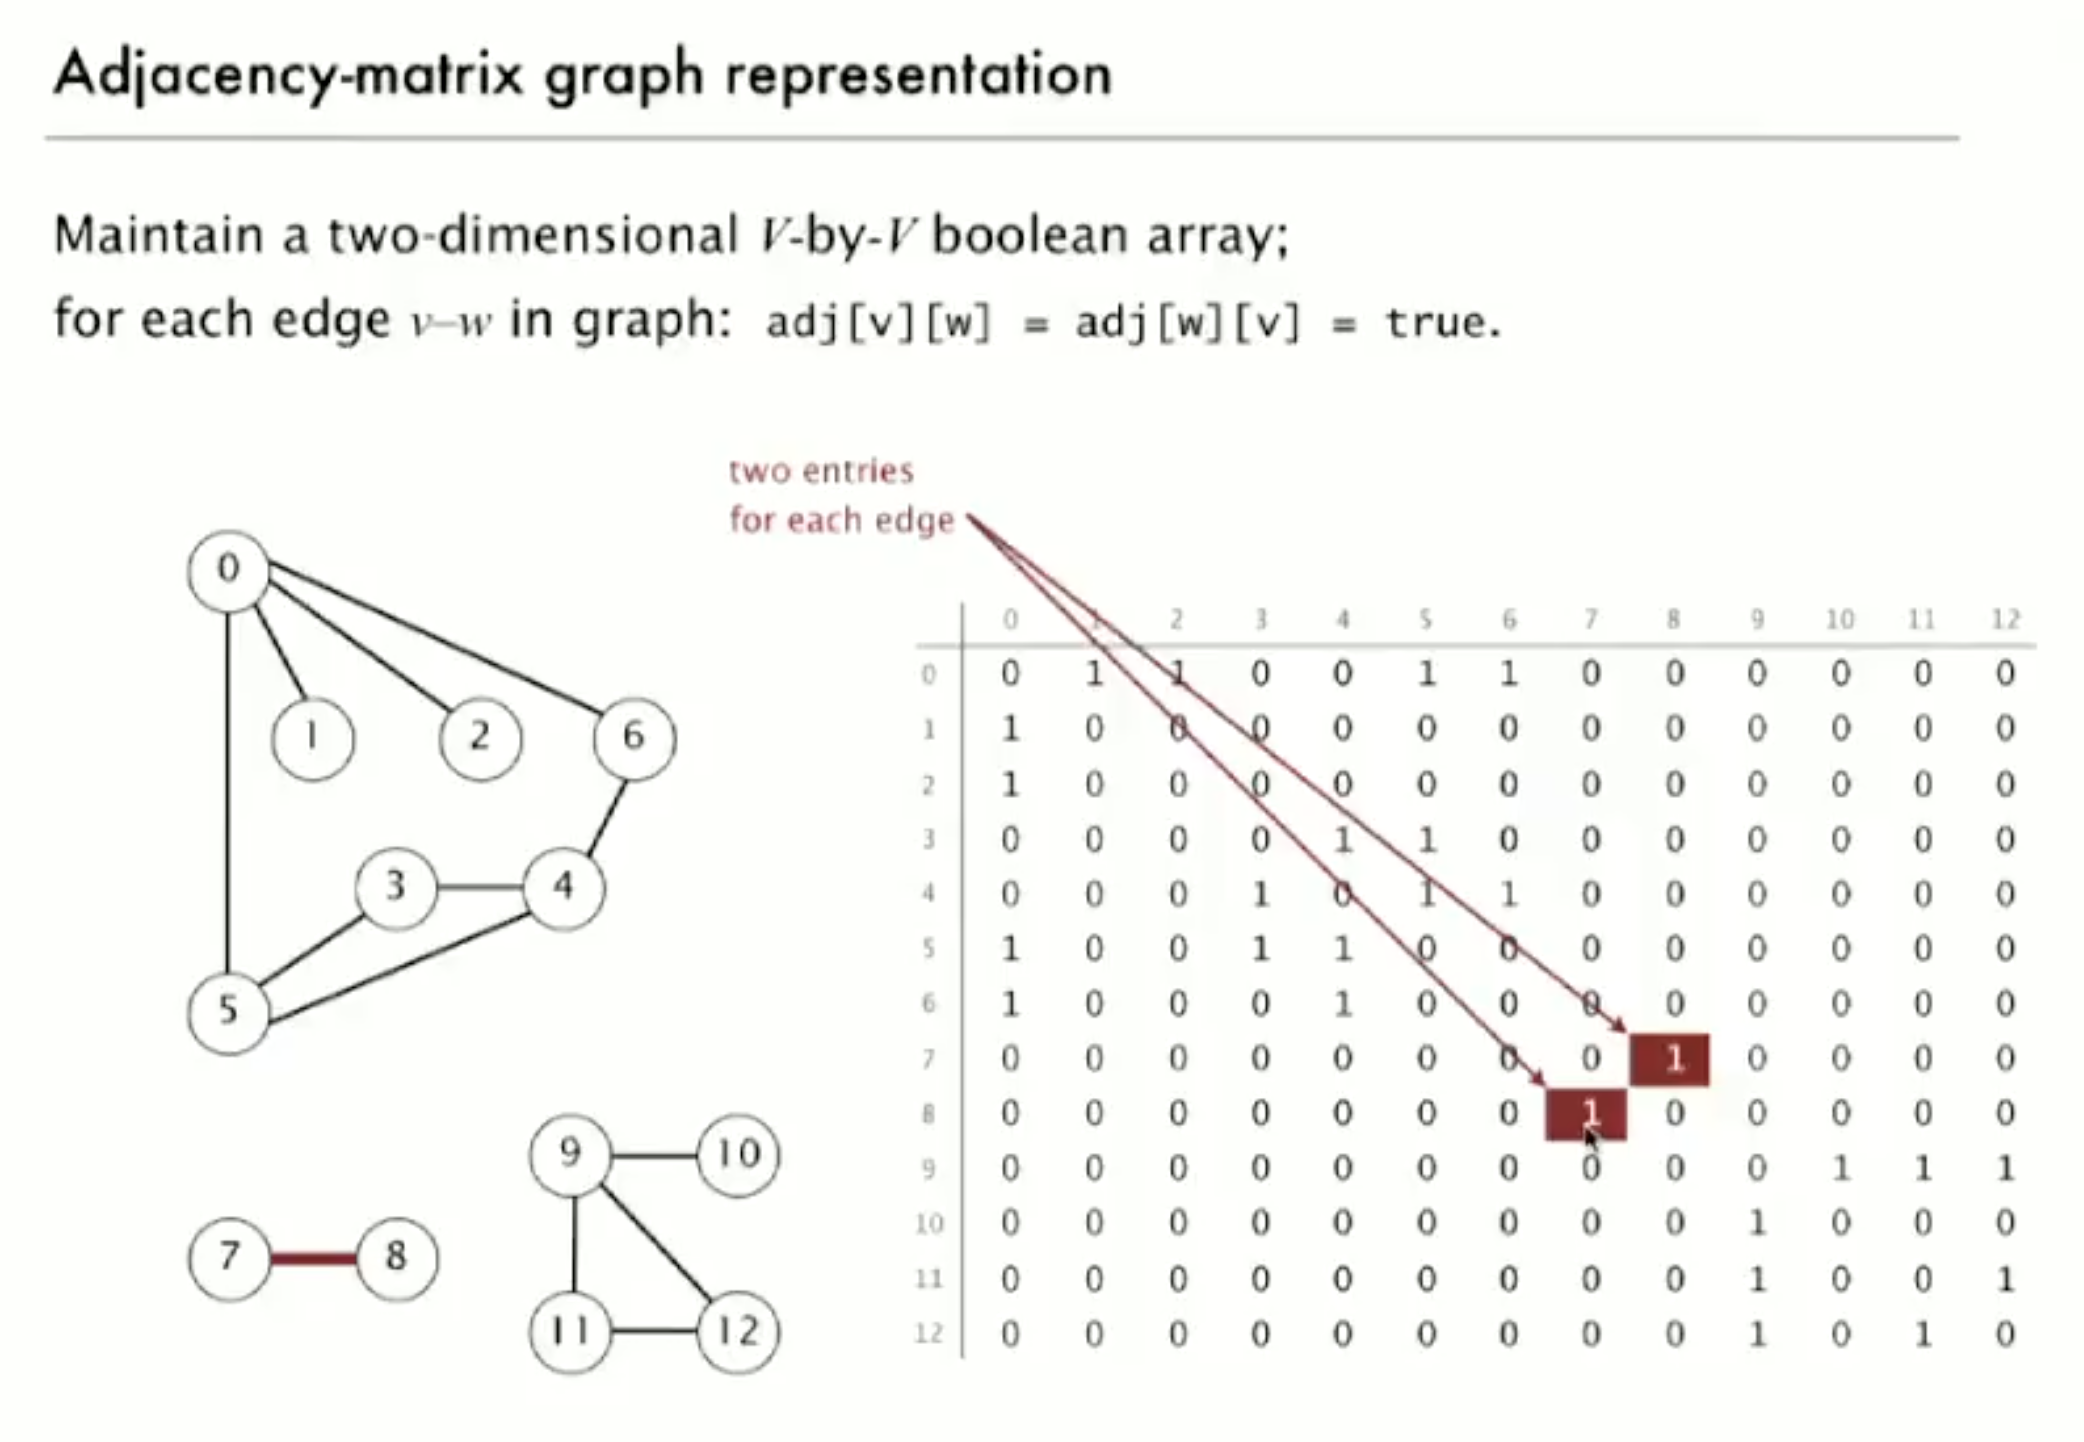 Adjacency-matrix graph representation
Maintain a two-dimensional V-by-V boolean array;
for each edge v–w in graph: adj[v][w] = adj[w][v] = true.
two entries
for each edge
0
1
2
6
3
4
5
7
8
9
10
11
12
0 1 2 3 4 5 6 7 8 9 10 11 12
0 0 1 1 0 0 1 1 0 0 0 0 0 0
1 1 0 0 0 0 0 0 0 0 0 0 0 0
2 1 0 0 0 0 0 0 0 0 0 0 0 0
3 0 0 0 0 1 1 0 0 0 0 0 0 0
4 0 0 0 1 0 1 1 0 0 0 0 0 0
5 1 0 0 1 1 0 0 0 0 0 0 0 0
6 1 0 0 0 1 0 0 0 0 0 0 0 0
7 0 0 0 0 0 0 0 0 1 0 0 0 0
8 0 0 0 0 0 0 0 1 0 0 0 0 0
9 0 0 0 0 0 0 0 0 0 0 1 1 1
10 0 0 0 0 0 0 0 0 0 1 0 0 0
11 0 0 0 0 0 0 0 0 0 1 0 0 1
12 0 0 0 0 0 0 0 0 0 1 0 1 0